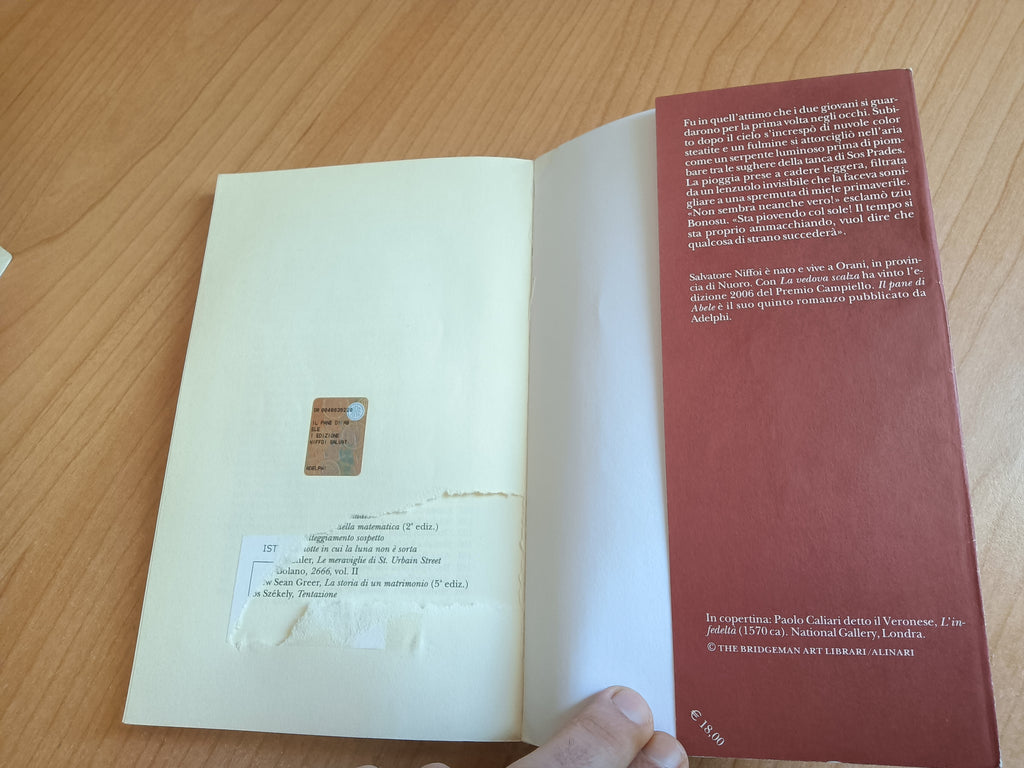 IL PANE DI AB
ELE
I EDIZIONE
NIFFOI SALVAT
ADELPHI
della matematica (2ª ediz.)
atteggiamento sospetto
notte in cui la luna non è sorta
IST
Le meraviglie di St. Urbain Street
Bolano, 2666, vol. II
w Sean Greer, La storia di un matrimonio (5ª ediz.)
os Székely, Tentazione
Fu in quell'attimo che i due giovani si guar-
darono per la prima volta negli occhi. Subi-
to dopo il cielo s'increspò di nuvole color
steatite e un fulmine si attorcigliò nell'aria
come un serpente luminoso prima di piom-
bare tra le sughere della tanca di Sos Prades.
La pioggia prese a cadere leggera, filtrata
da un lenzuolo invisibile che la faceva somi-
gliare a una spremuta di miele primaverile.
«Non sembra neanche vero!» esclamò tziu
Bonosu. «Sta piovendo col sole! Il tempo si
sta proprio ammacchiando, vuol dire che
qualcosa di strano succederà».
Salvatore Niffoi è nato e vive a Orani, in provin-
cia di Nuoro. Con La vedova scalza ha vinto l'e-
dizione 2006 del Premio Campiello. Il pane di
Abele è il suo quinto romanzo pubblicato da
Adelphi.
In copertina: Paolo Caliari detto il Veronese, L'in-
fedeltà (1570 ca). National Gallery, Londra.
© THE BRIDGEMAN ART LIBRARI/ALINARI
€ 18,00